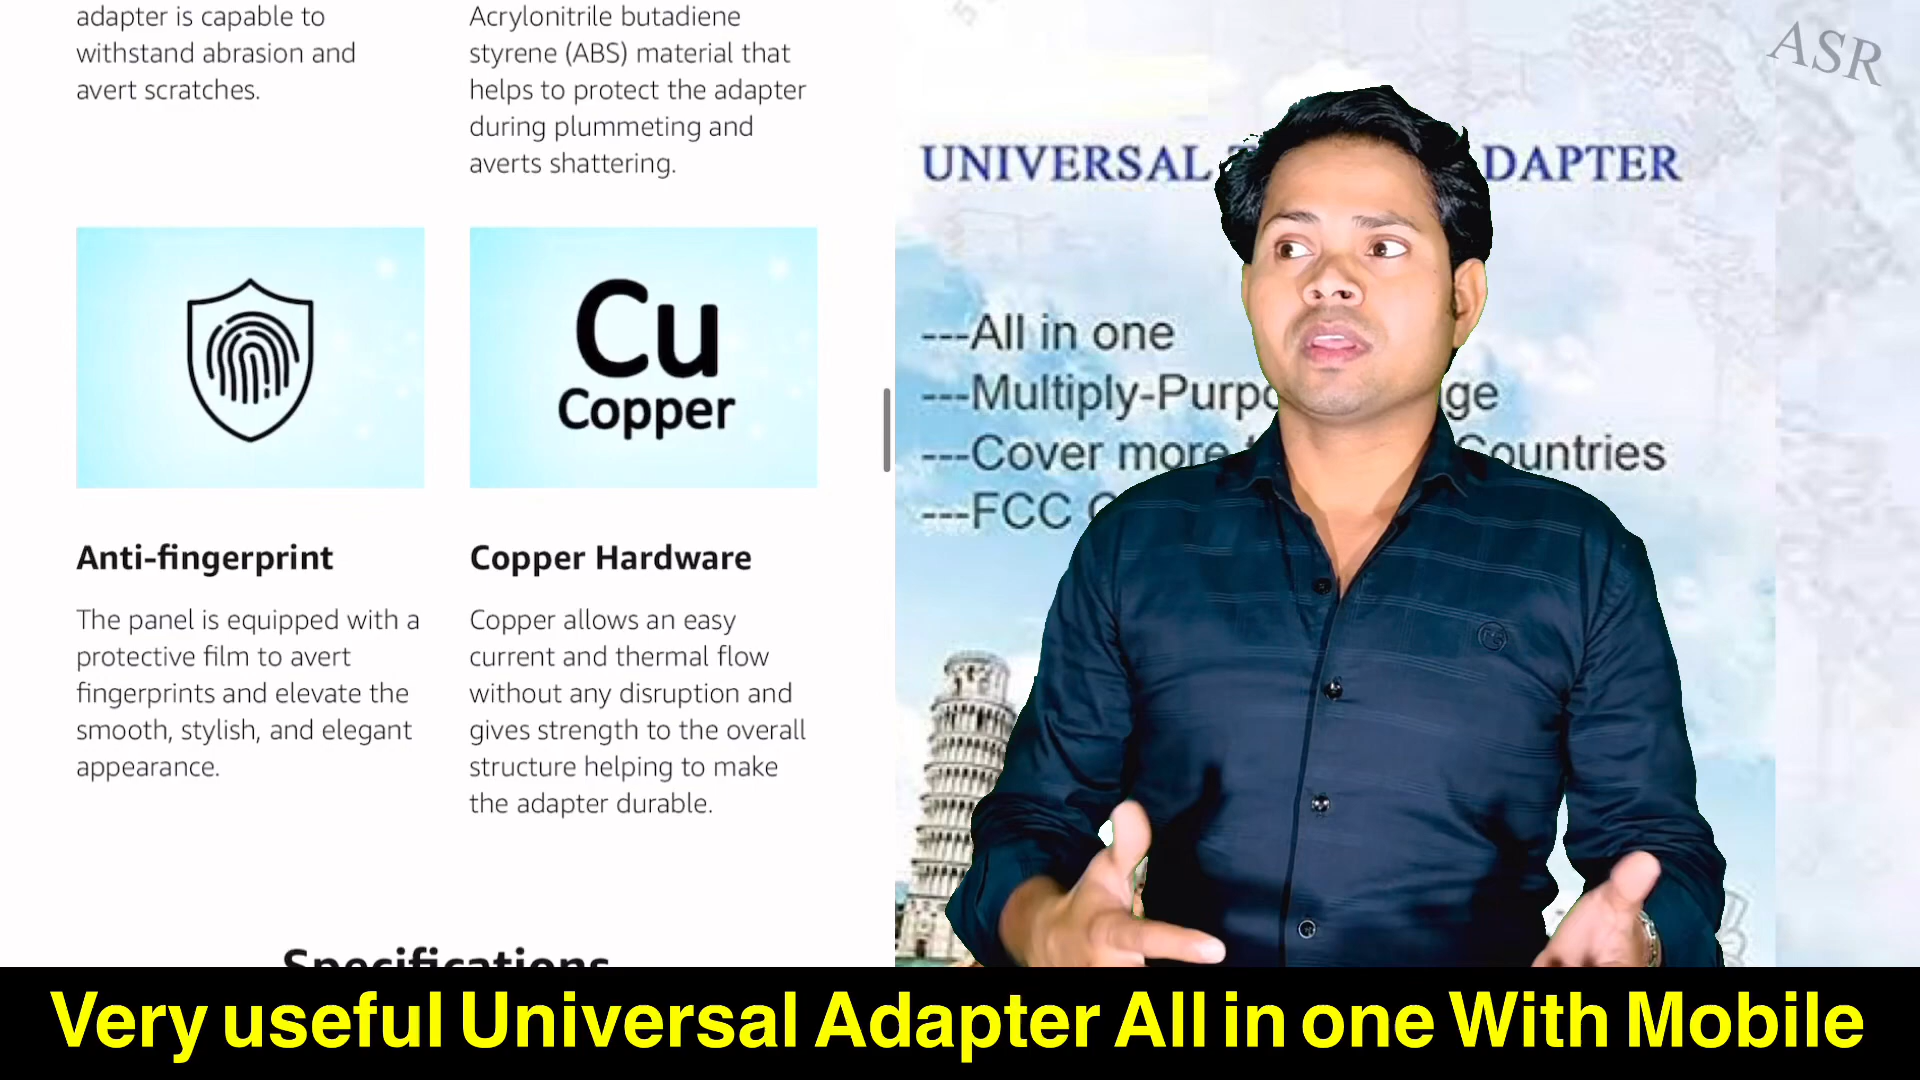 adapter is capable to
withstand abrasion and
avert scratches.
Acrylonitrile butadiene
styrene (ABS) material that
helps to protect the adapter
during plummeting and
averts shattering.
Cu
Copper
Anti-fingerprint
The panel is equipped with a
protective film to avert
fingerprints and elevate the
smooth, stylish, and elegant
appearance.
Copper Hardware
Copper allows an easy
current and thermal flow
without any disruption and
gives strength to the overall
structure helping to make
the adapter durable.
Specifications
ASR
UNIVERSAL DAPTER
---All in one
---Multiply-Purpo ge
---Cover more ountries
---FCC
Very useful Universal Adapter All in one With Mobile